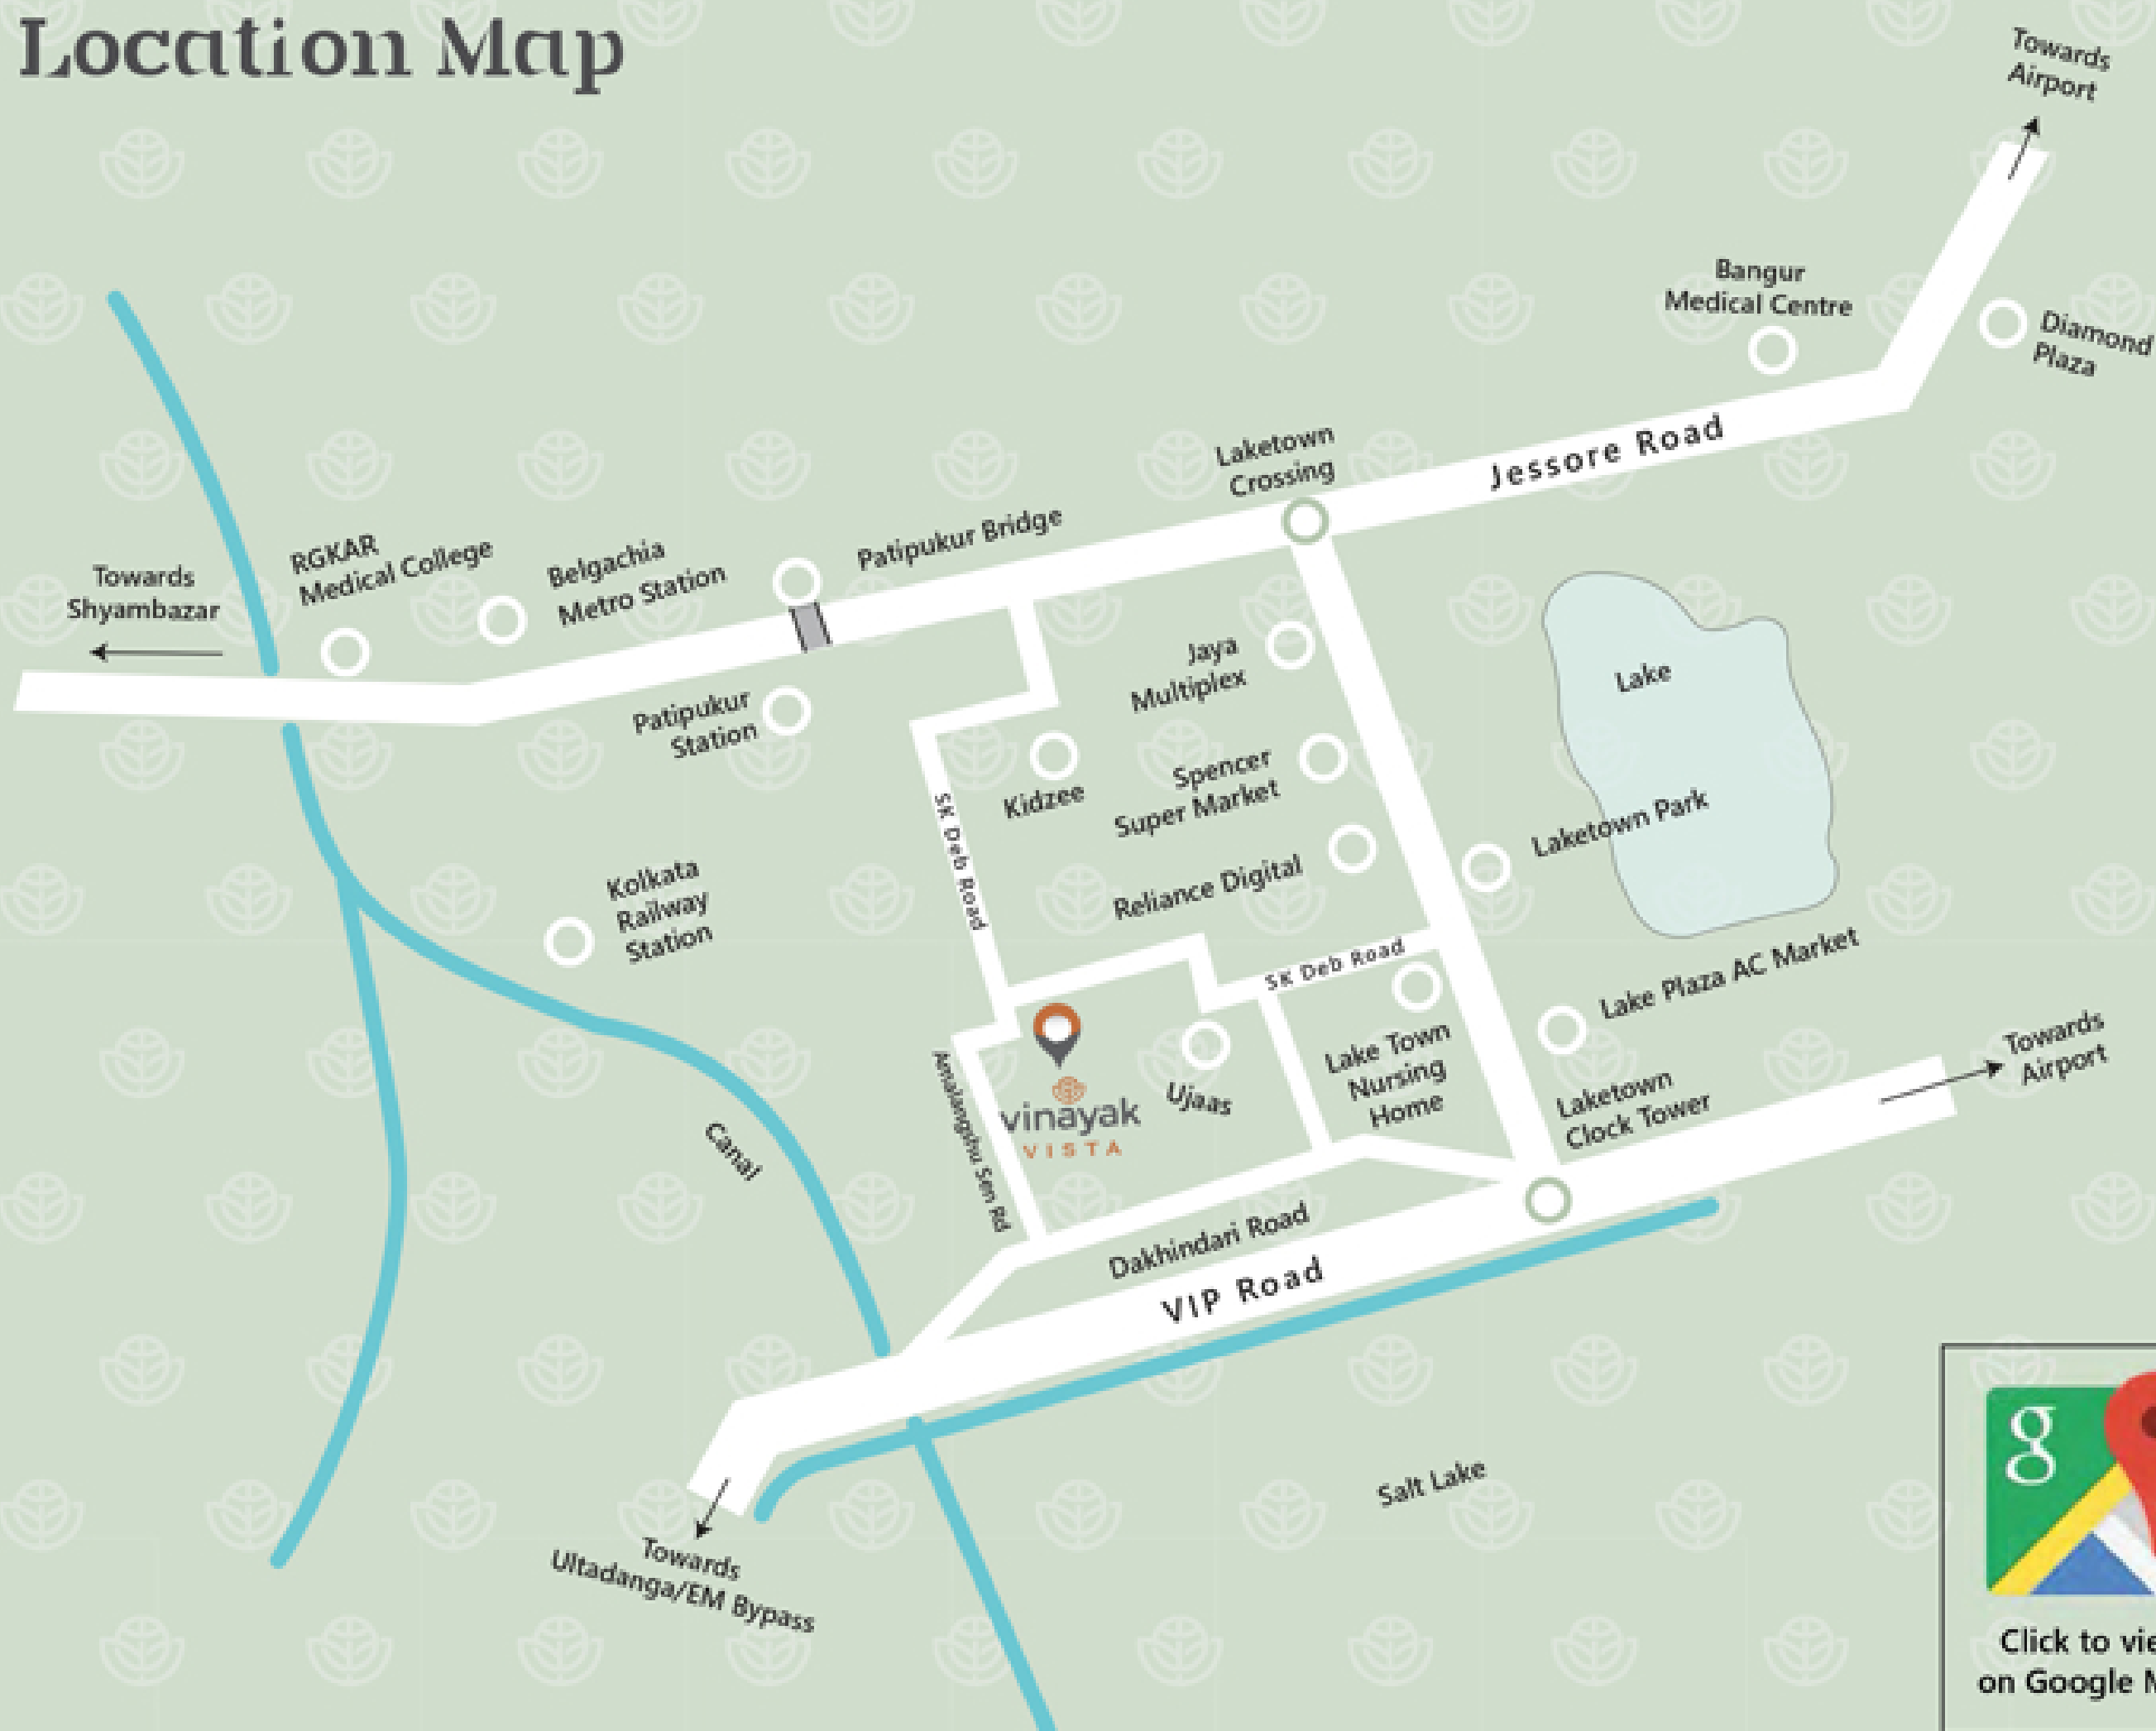 Location Map
Towards
Airport
Bangur
Medical Centre
Diamond
Plaza
Jessore Road
Laketown
Crossing
Patipukur Bridge
RGKAR
Medical College
Belgachia
Metro Station
Towards
Shyambazar
Patipukur
Station
Jaya
Multiplex
Lake
Kidzee
Spencer
Super Market
SK Deb Road
Laketown Park
Reliance Digital
Kolkata
Railway
Station
SK Deb Road
Lake Plaza AC Market
Lake Town
Nursing
Home
Towards
Airport
Amalangshu Sen Rd
vinayak
VISTA
Ujaas
Laketown
Clock Tower
Canal
Dakhindari Road
VIP Road
Salt Lake
Towards
Ultadanga/EM Bypass
g
Click to vie
on Google M